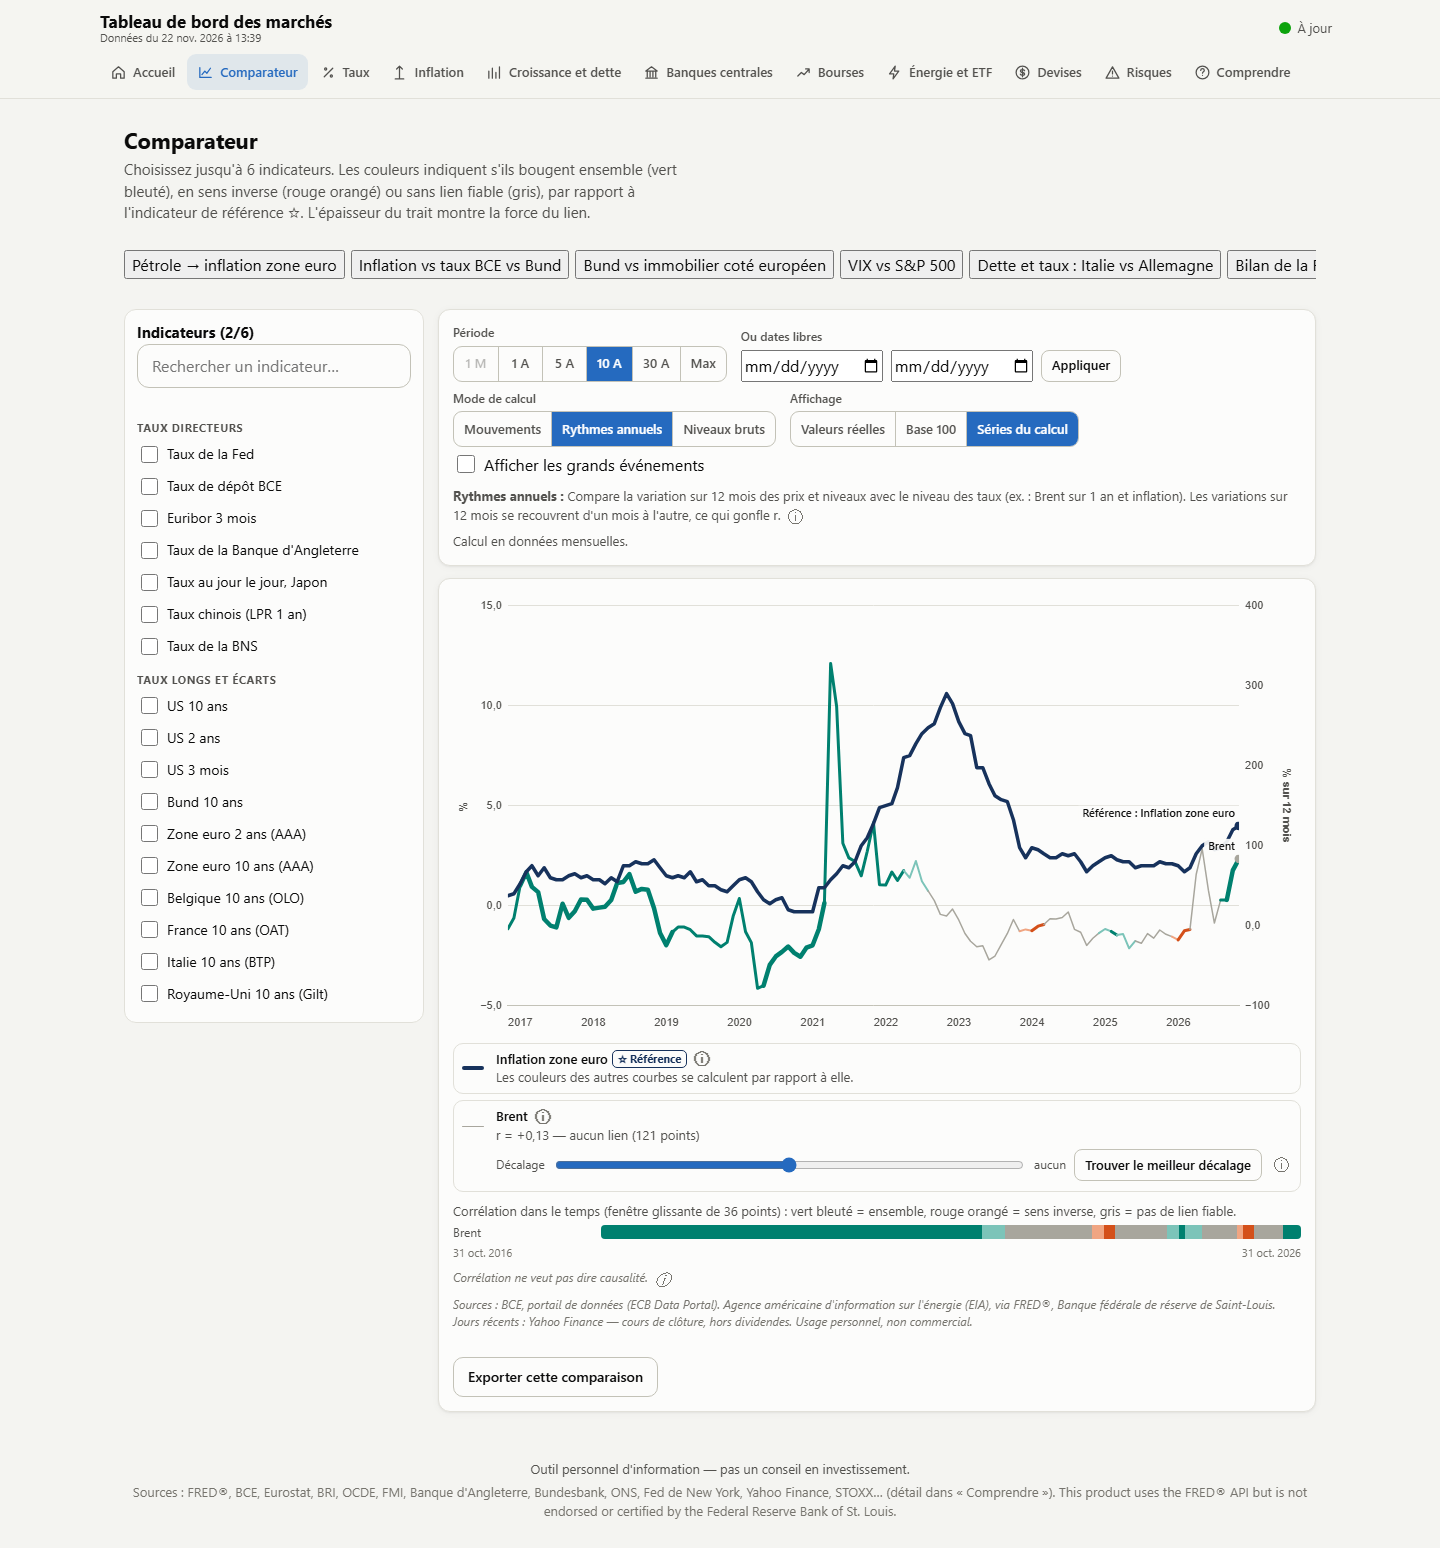 Tableau de bord des marchés
Données du 22 nov. 2026 à 13:39
À jour
Accueil
Comparateur
Taux
Inflation
Croissance et dette
Banques centrales
Bourses
Énergie et ETF
Devises
Risques
Comprendre
Comparateur
Choisissez jusqu'à 6 indicateurs. Les couleurs indiquent s'ils bougent ensemble (vert
bleuté), en sens inverse (rouge orangé) ou sans lien fiable (gris), par rapport à
l'indicateur de référence ☆. L'épaisseur du trait montre la force du lien.
Pétrole → inflation zone euro
Inflation vs taux BCE vs Bund
Bund vs immobilier coté européen
VIX vs S&P 500
Dette et taux : Italie vs Allemagne
Bilan de la
Indicateurs (2/6)
Rechercher un indicateur...
TAUX DIRECTEURS
Taux de la Fed
Taux de dépôt BCE
Euribor 3 mois
Taux de la Banque d'Angleterre
Taux au jour le jour, Japon
Taux chinois (LPR 1 an)
Taux de la BNS
TAUX LONGS ET ÉCARTS
US 10 ans
US 2 ans
US 3 mois
Bund 10 ans
Zone euro 2 ans (AAA)
Zone euro 10 ans (AAA)
Belgique 10 ans (OLO)
France 10 ans (OAT)
Italie 10 ans (BTP)
Royaume-Uni 10 ans (Gilt)
Période
1 M
1 A
5 A
10 A
30 A
Max
Ou dates libres
mm/dd/yyyy
mm/dd/yyyy
Appliquer
Mode de calcul
Mouvements
Rythmes annuels
Niveaux bruts
Affichage
Valeurs réelles
Base 100
Séries du calcul
Afficher les grands événements
Rythmes annuels : Compare la variation sur 12 mois des prix et niveaux avec le niveau des taux (ex. : Brent sur 1 an et inflation). Les variations sur
12 mois se recouvrent d'un mois à l'autre, ce qui gonfle r.
Calcul en données mensuelles.
15,0
10,0
5,0
0,0
−5,0
%
400
300
200
100
0,0
−100
% sur 12 mois
Référence : Inflation zone euro
Brent
2017
2018
2019
2020
2021
2022
2023
2024
2025
2026
Inflation zone euro
☆ Référence
Les couleurs des autres courbes se calculent par rapport à elle.
Brent
r = +0,13 — aucun lien (121 points)
Décalage
aucun
Trouver le meilleur décalage
Corrélation dans le temps (fenêtre glissante de 36 points) : vert bleuté = ensemble, rouge orangé = sens inverse, gris = pas de lien fiable.
Brent
31 oct. 2016
31 oct. 2026
Corrélation ne veut pas dire causalité.
Sources : BCE, portail de données (ECB Data Portal). Agence américaine d'information sur l'énergie (EIA), via FRED®, Banque fédérale de réserve de Saint-Louis.
Jours récents : Yahoo Finance — cours de clôture, hors dividendes. Usage personnel, non commercial.
Exporter cette comparaison
Outil personnel d'information — pas un conseil en investissement.
Sources : FRED®, BCE, Eurostat, BRI, OCDE, FMI, Banque d'Angleterre, Bundesbank, ONS, Fed de New York, Yahoo Finance, STOXX… (détail dans « Comprendre »). This product uses the FRED® API but is not
endorsed or certified by the Federal Reserve Bank of St. Louis.